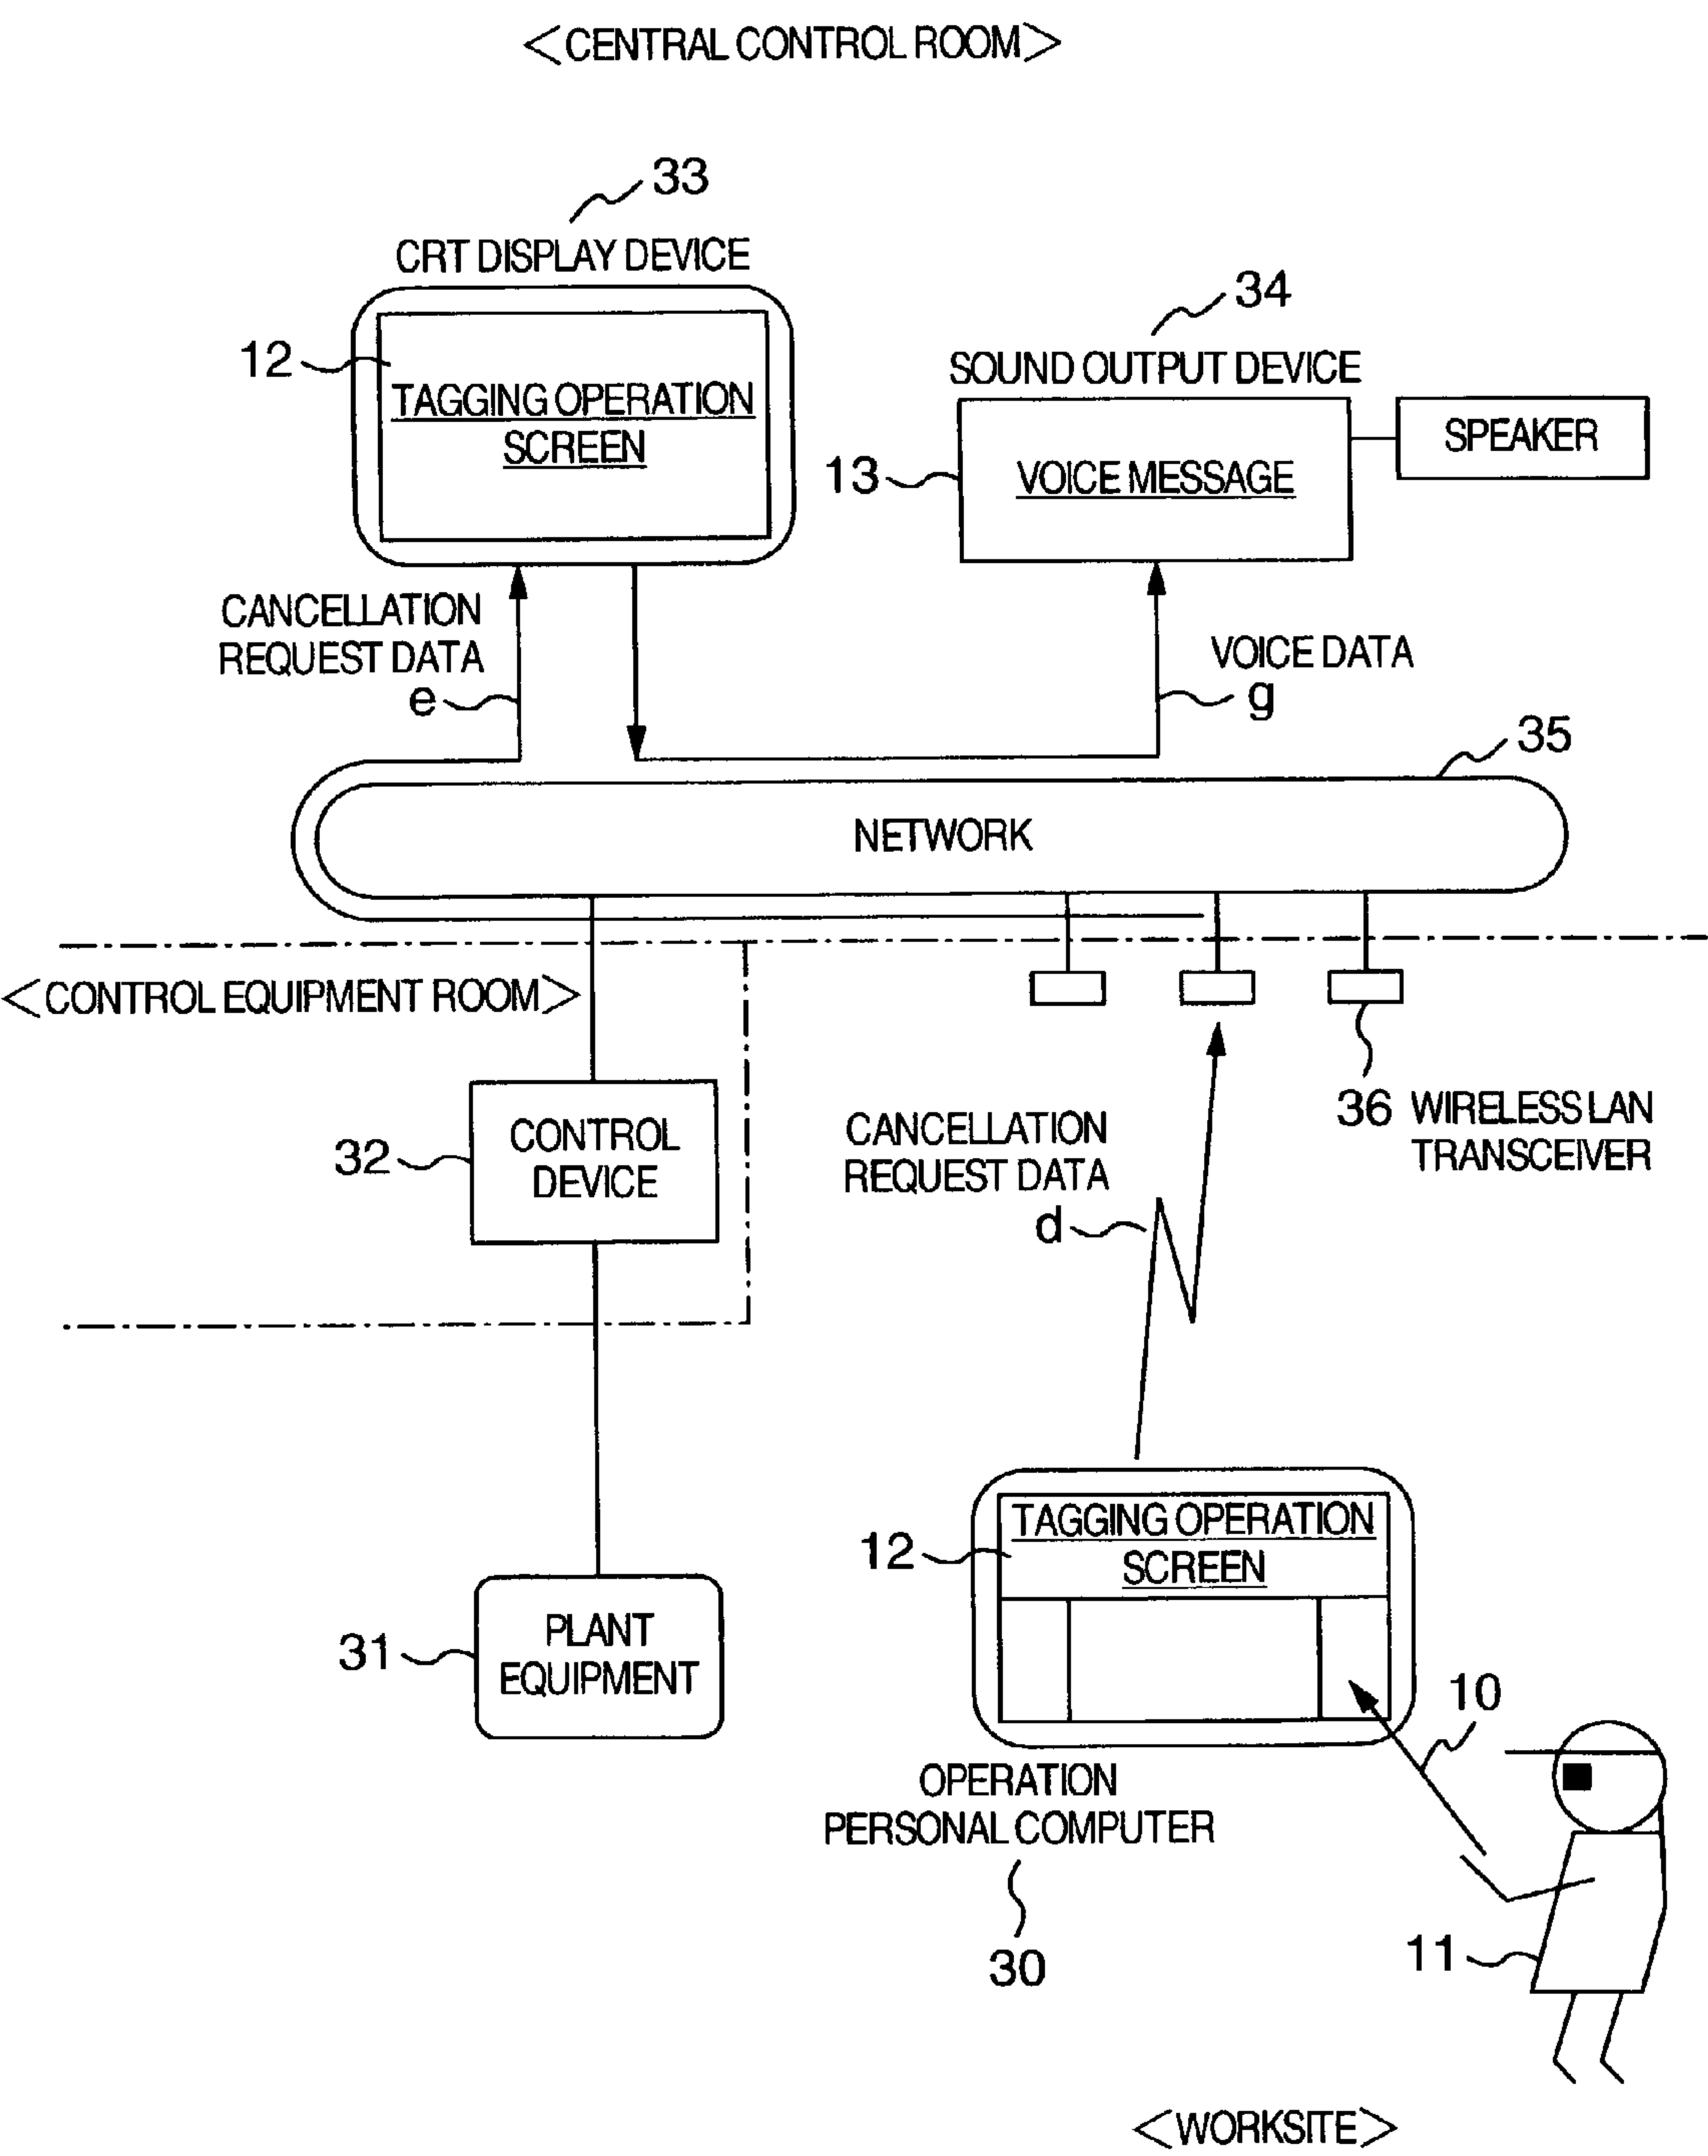 <CENTRAL CONTROL ROOM>
33
CRT DISPLAY DEVICE
12
TAGGING OPERATION
SCREEN
34
SOUND OUTPUT DEVICE
13
VOICE MESSAGE
SPEAKER
CANCELLATION
REQUEST DATA
e
VOICE DATA
g
35
NETWORK
<CONTROL EQUIPMENT ROOM>
36 WIRELESS LAN
TRANSCEIVER
32
CONTROL
DEVICE
CANCELLATION
REQUEST DATA
d
12
TAGGING OPERATION
SCREEN
31
PLANT
EQUIPMENT
10
OPERATION
PERSONAL COMPUTER
30
11
<WORKSITE>